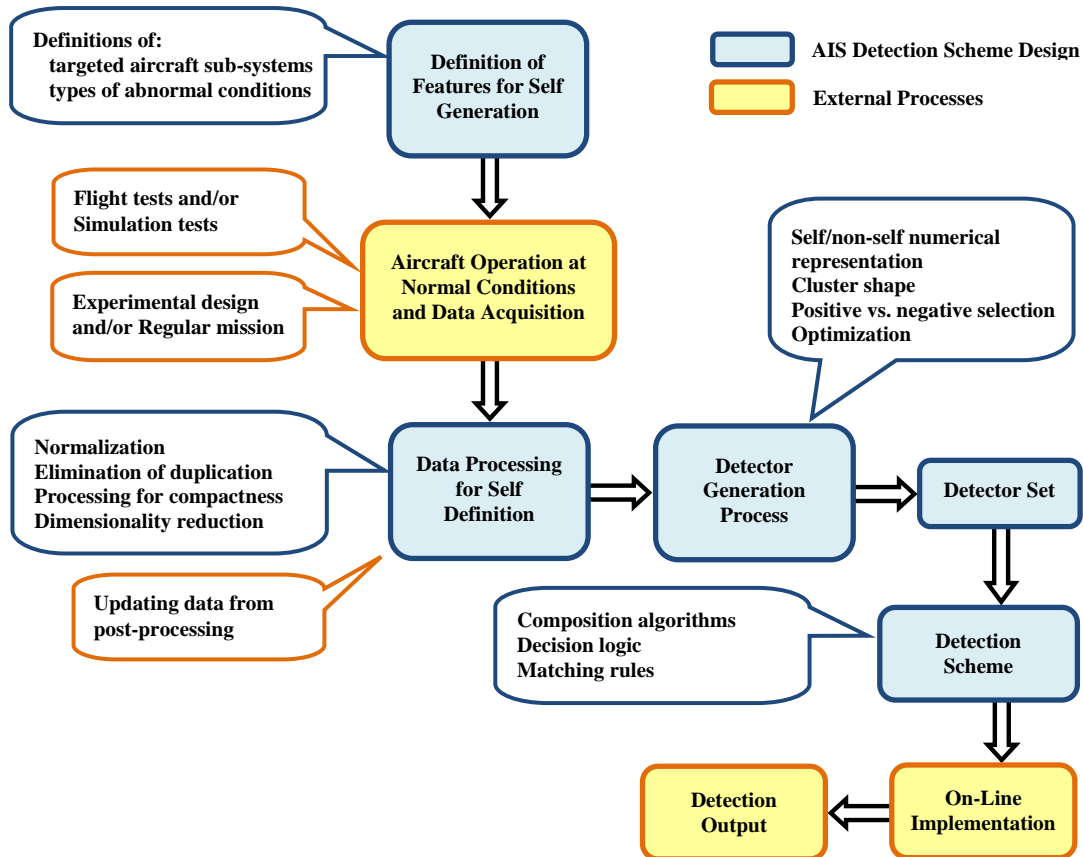 Definitions of:
targeted aircraft sub-systems
types of abnormal conditions
Definition of
Features for Self
Generation
AIS Detection Scheme Design
External Processes
Flight tests and/or
Simulation tests
Aircraft Operation at
Normal Conditions
and Data Acquisition
Experimental design
and/or Regular mission
Self/non-self numerical
representation
Cluster shape
Positive vs. negative selection
Optimization
Normalization
Elimination of duplication
Processing for compactness
Dimensionality reduction
Data Processing
for Self
Definition
Detector
Generation
Process
Detector Set
Updating data from
post-processing
Composition algorithms
Decision logic
Matching rules
Detection
Scheme
Detection
Output
On-Line
Implementation